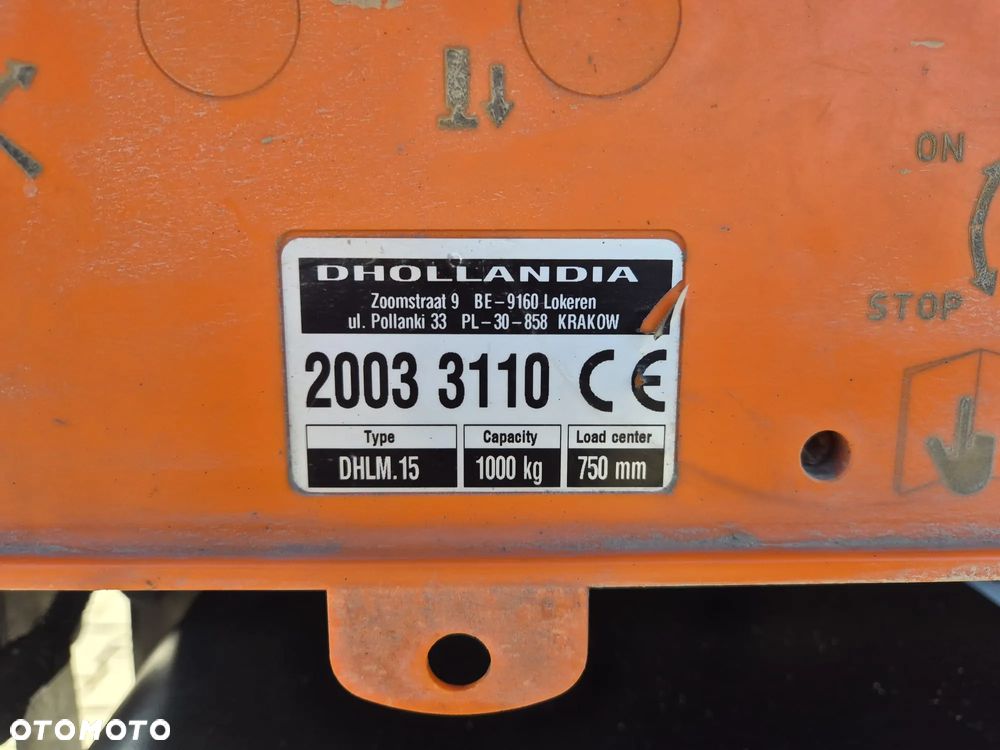 ON
STOP
DHOLLANDIA
Zoomstraat 9 BE-9160 Lokeren
ul. Pollanki 33 PL-30-858 KRAKOW
2003 3110 CE
Type Capacity Load center
DHLM.15 1000 kg 750 mm
OTOMOTO